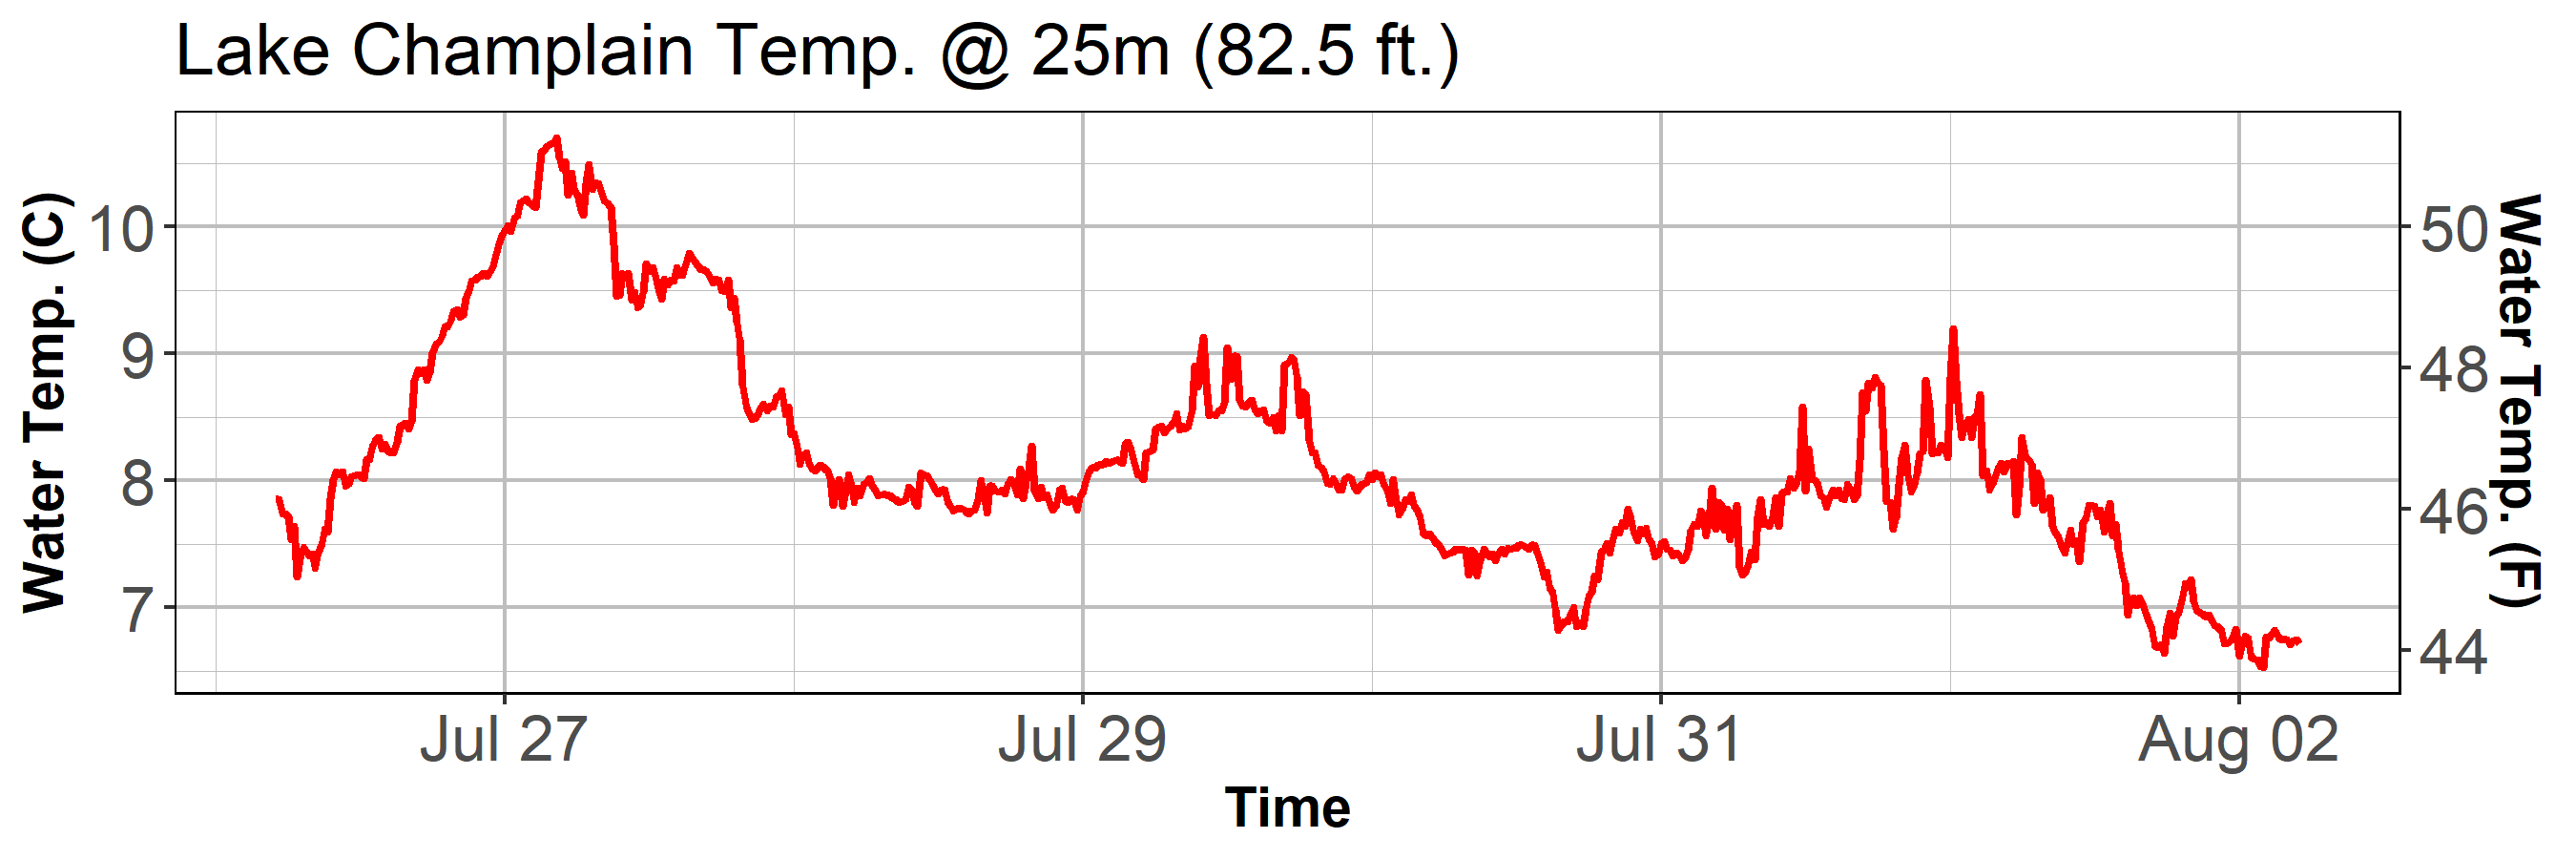 Lake Champlain Temp. @ 25m (82.5 ft.)
Water Temp. (C)
10
9
8
7
50
48
46
44
Water Temp. (F)
Jul 27
Jul 29
Jul 31
Aug 02
Time